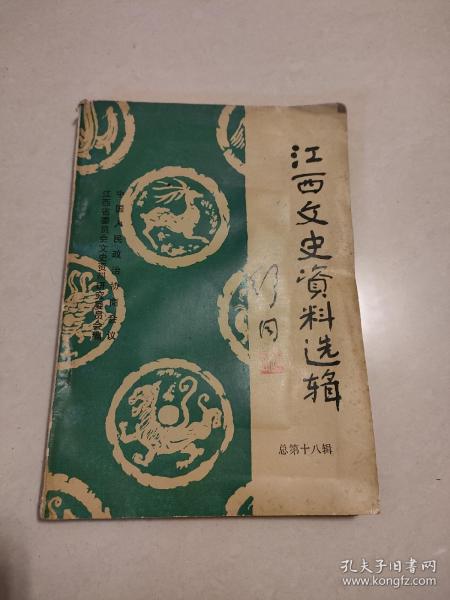 江西文史資料选辑
舒同
总第十八辑
中国人民政治协商会议
江西省委员会文史资料研究委员会编
孔夫子旧书网
www.kongfz.com